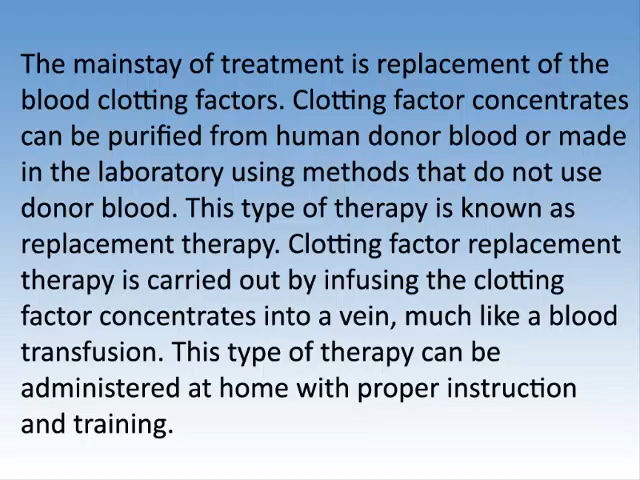 The mainstay of treatment is replacement of the
blood clotting factors. Clotting factor concentrates
can be purified from human donor blood or made
in the laboratory using methods that do not use
donor blood. This type of therapy is known as
replacement therapy. Clotting factor replacement
therapy is carried out by infusing the clotting
factor concentrates into a vein, much like a blood
transfusion. This type of therapy can be
administered at home with proper instruction
and training.